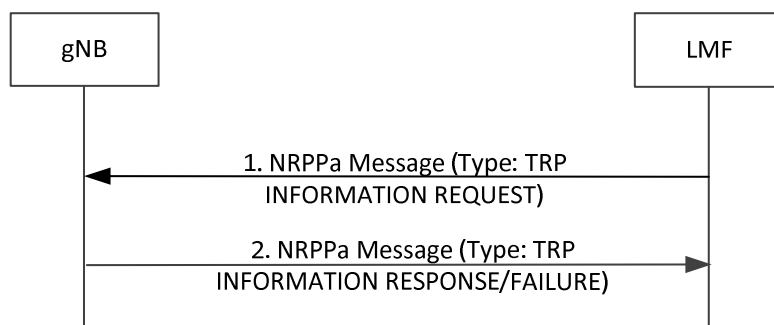 gNB
LMF
1. NRPPa Message (Type: TRP
INFORMATION REQUEST)
2. NRPPa Message (Type: TRP
INFORMATION RESPONSE/FAILURE)